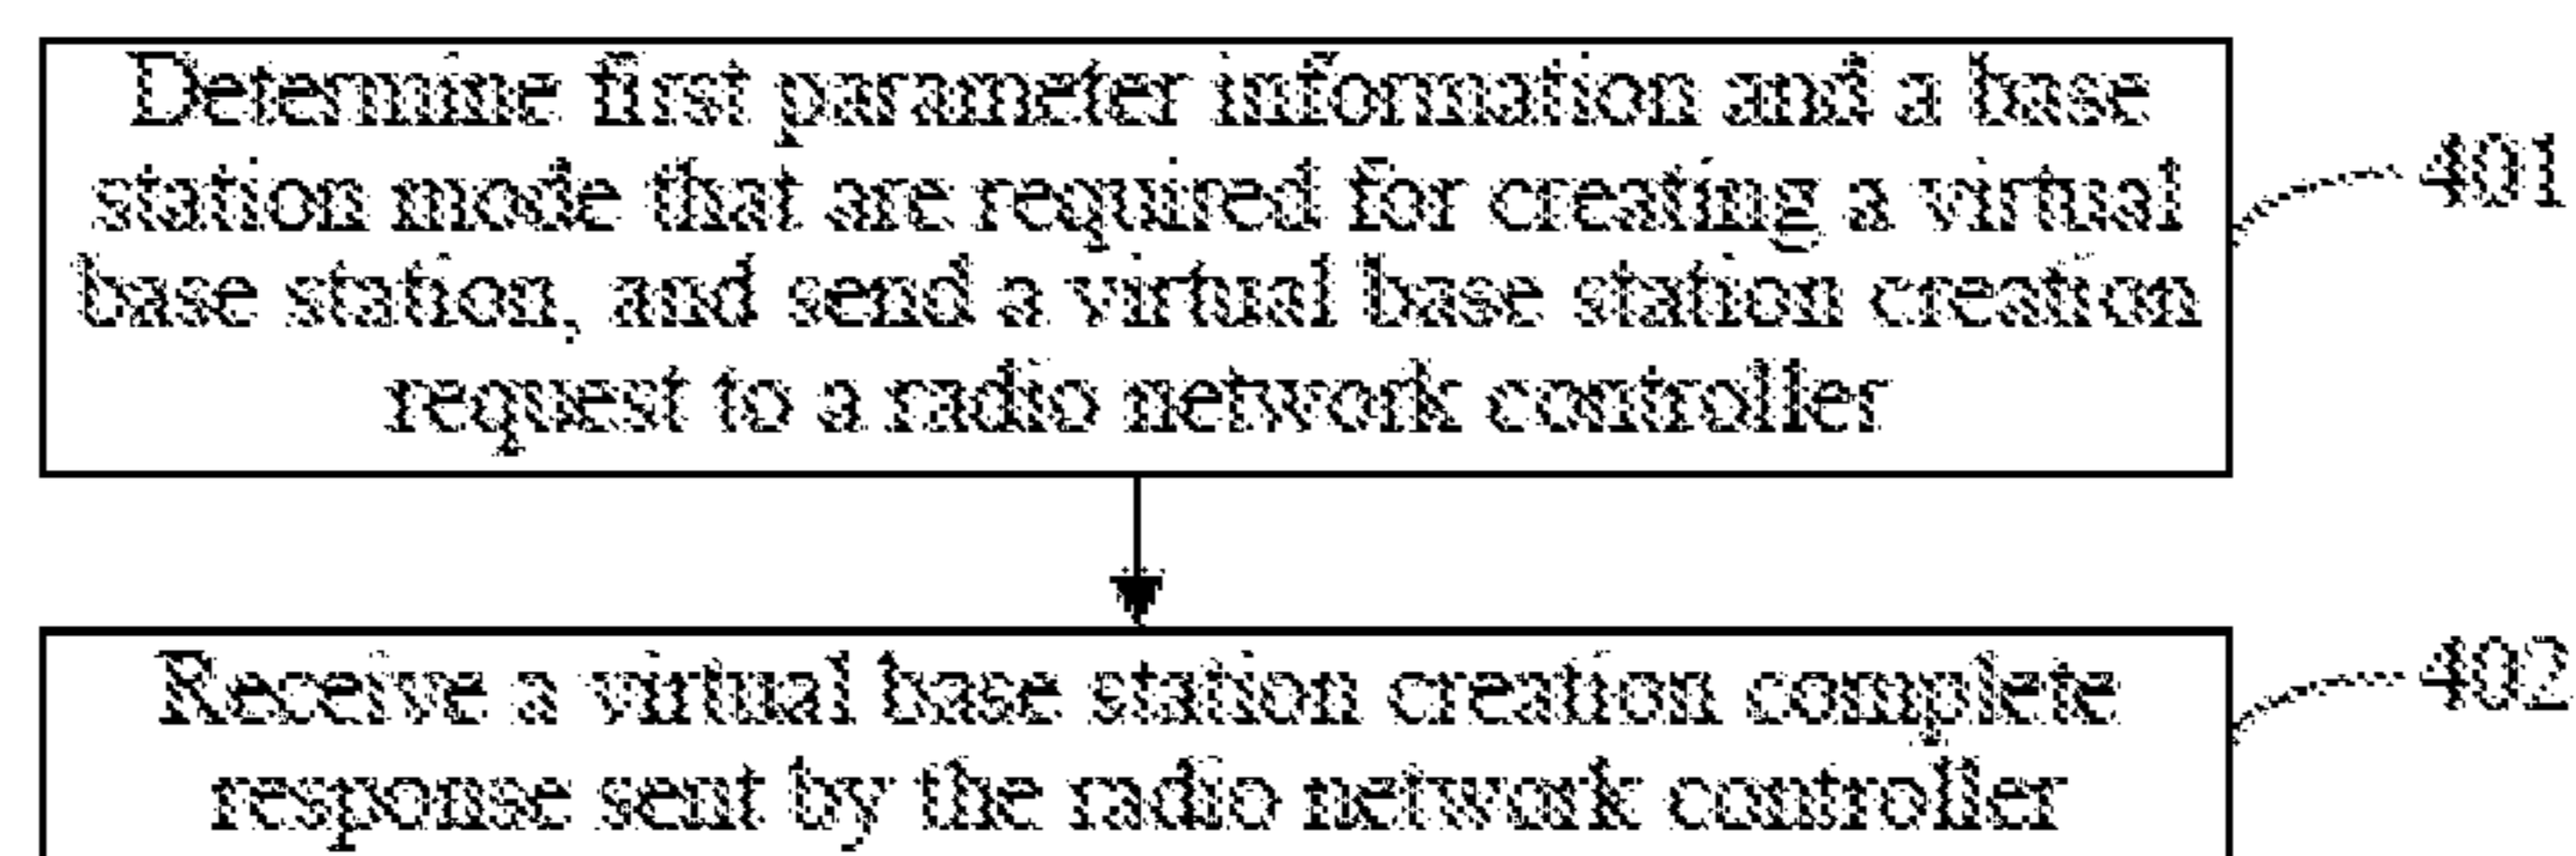 Determine first parameter information and a base
station mode that are required for creating a virtual
base station, and send a virtual base station creation
request to a radio network controller
401
Receive a virtual base station creation complete
response sent by the radio network controller
402